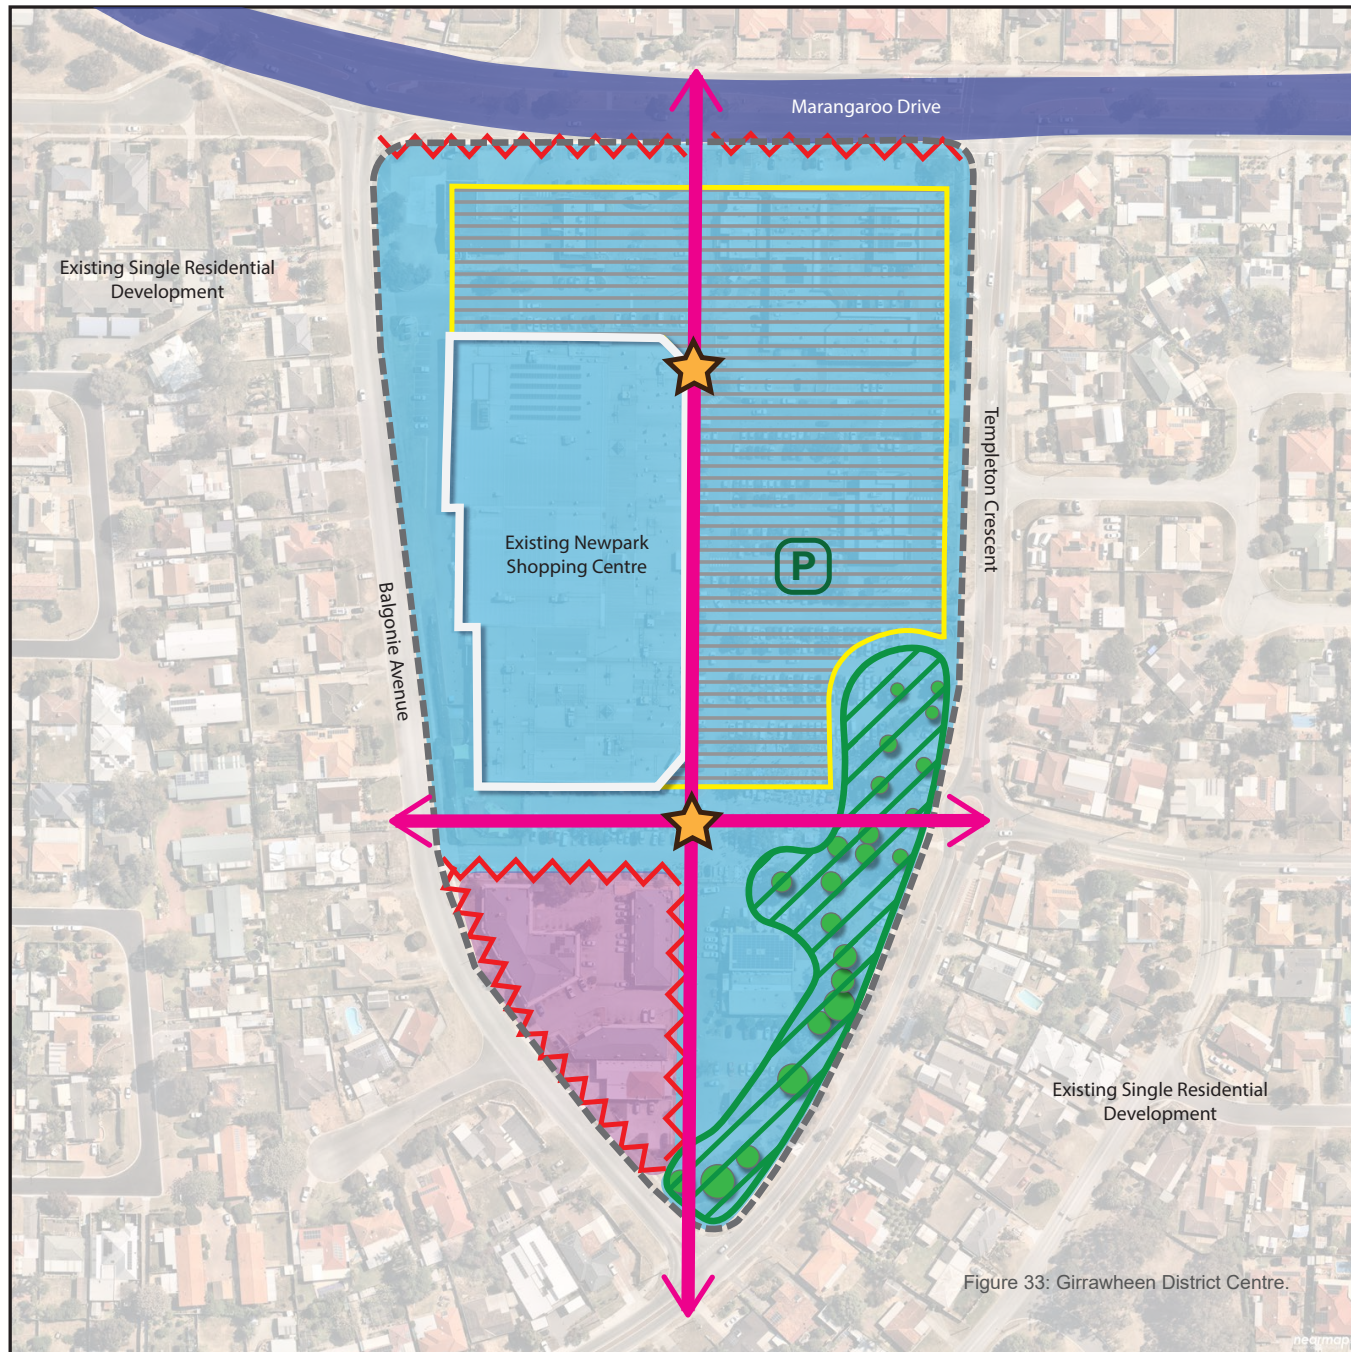 Marangaroo Drive
Existing Single Residential
Development
Templeton Crescent
Existing Newpark
Shopping Centre
P
Balgonie Avenue
Existing Single Residential
Development
Figure 33: Girrawheen District Centre.
nearmap